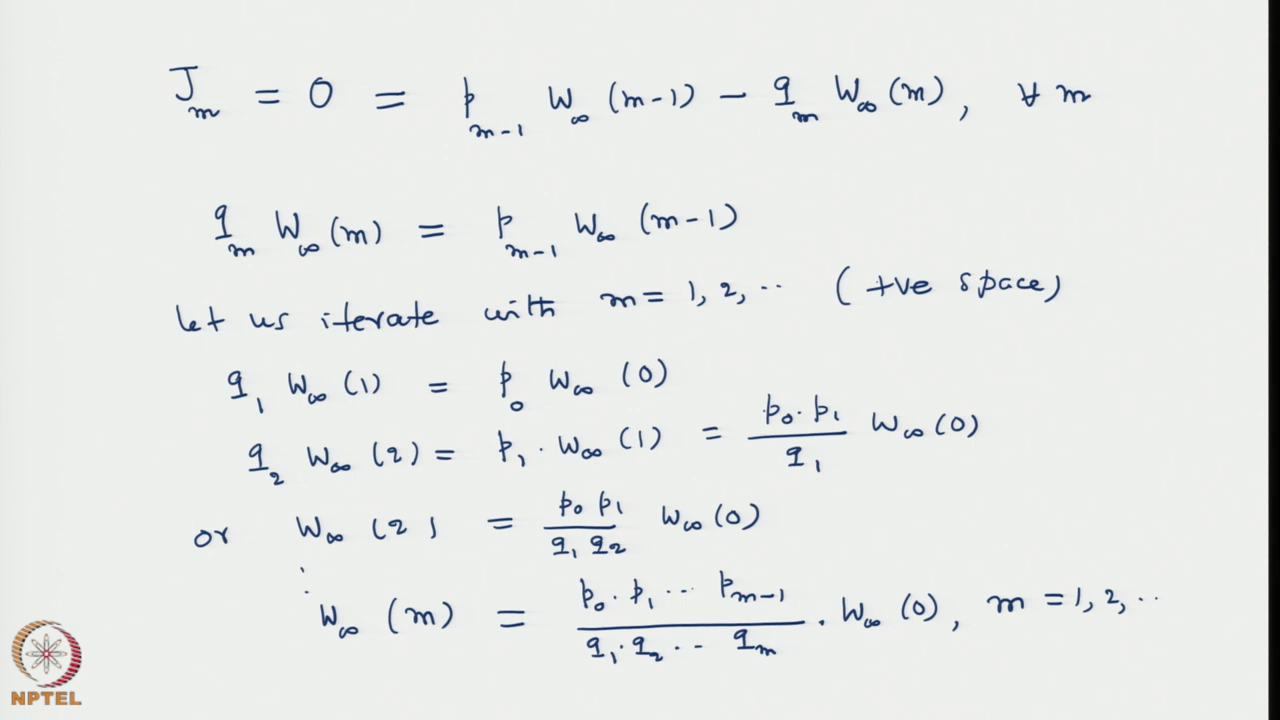 J_m = 0 = p_{m-1} W_∞ (m-1) - q_m W_∞ (m), ∀ m
q_m W_∞ (m) = p_{m-1} W_∞ (m-1)
let us iterate with m = 1, 2, .. (+ve space)
q_1 W_∞ (1) = p_0 W_∞ (0)
q_2 W_∞ (2) = p_1 . W_∞ (1) = \frac{p_0 . p_1}{q_1} W_∞ (0)
or W_∞ (2) = \frac{p_0 p_1}{q_1 q_2} W_∞ (0)
W_∞ (m) = \frac{p_0 . p_1 ... p_{m-1}}{q_1 . q_2 ... q_m} . W_∞ (0), m = 1, 2, ..
NPTEL